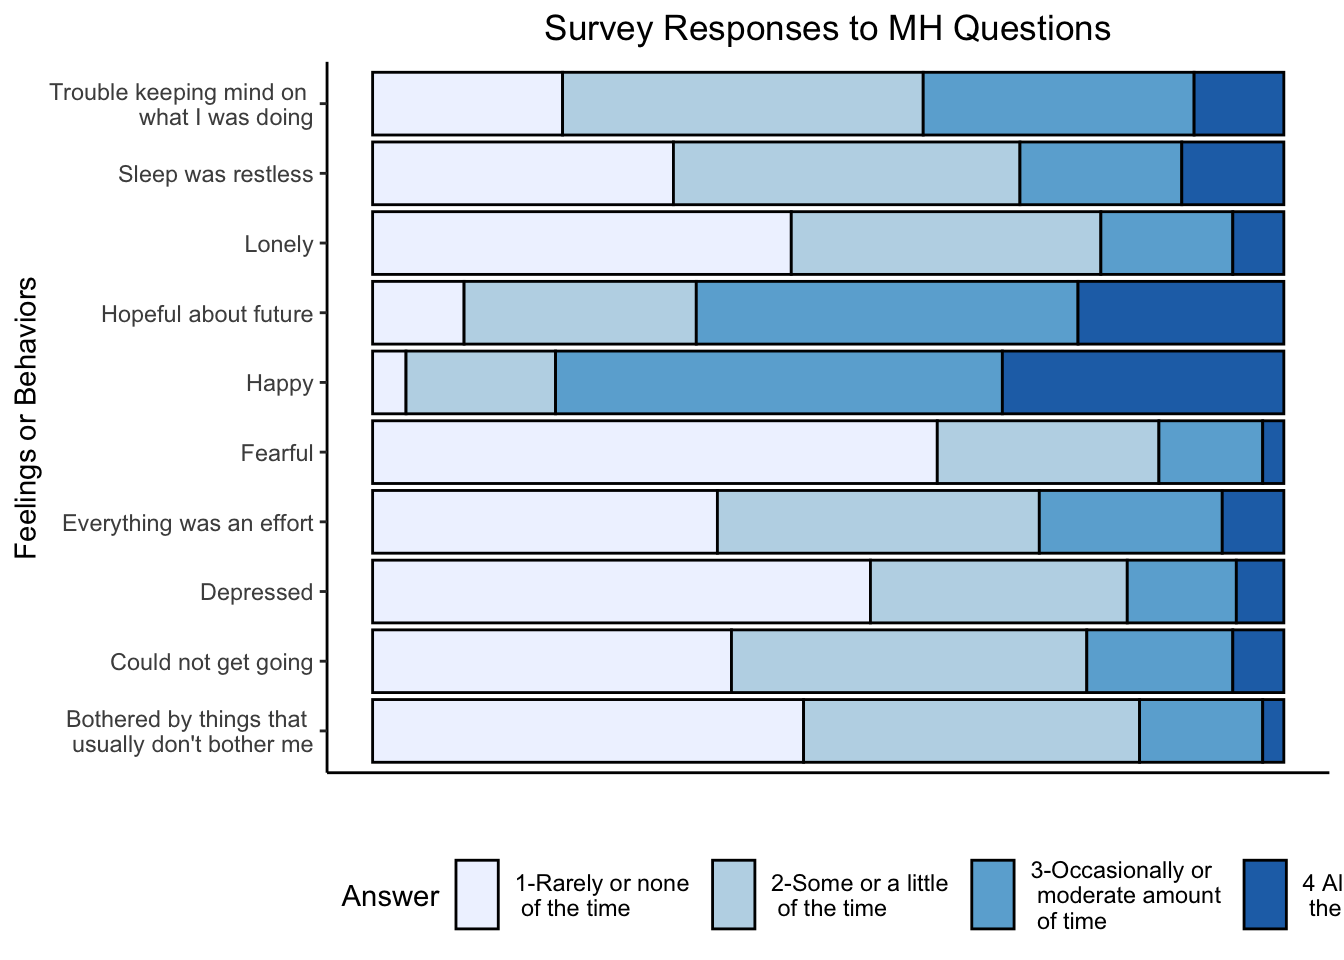 Survey Responses to MH Questions
Trouble keeping mind on
what I was doing
Sleep was restless
Lonely
Hopeful about future
Happy
Fearful
Everything was an effort
Depressed
Could not get going
Bothered by things that
usually don't bother me
Feelings or Behaviors
Answer
1-Rarely or none
of the time
2-Some or a little
of the time
3-Occasionally or
moderate amount
of time
4
the